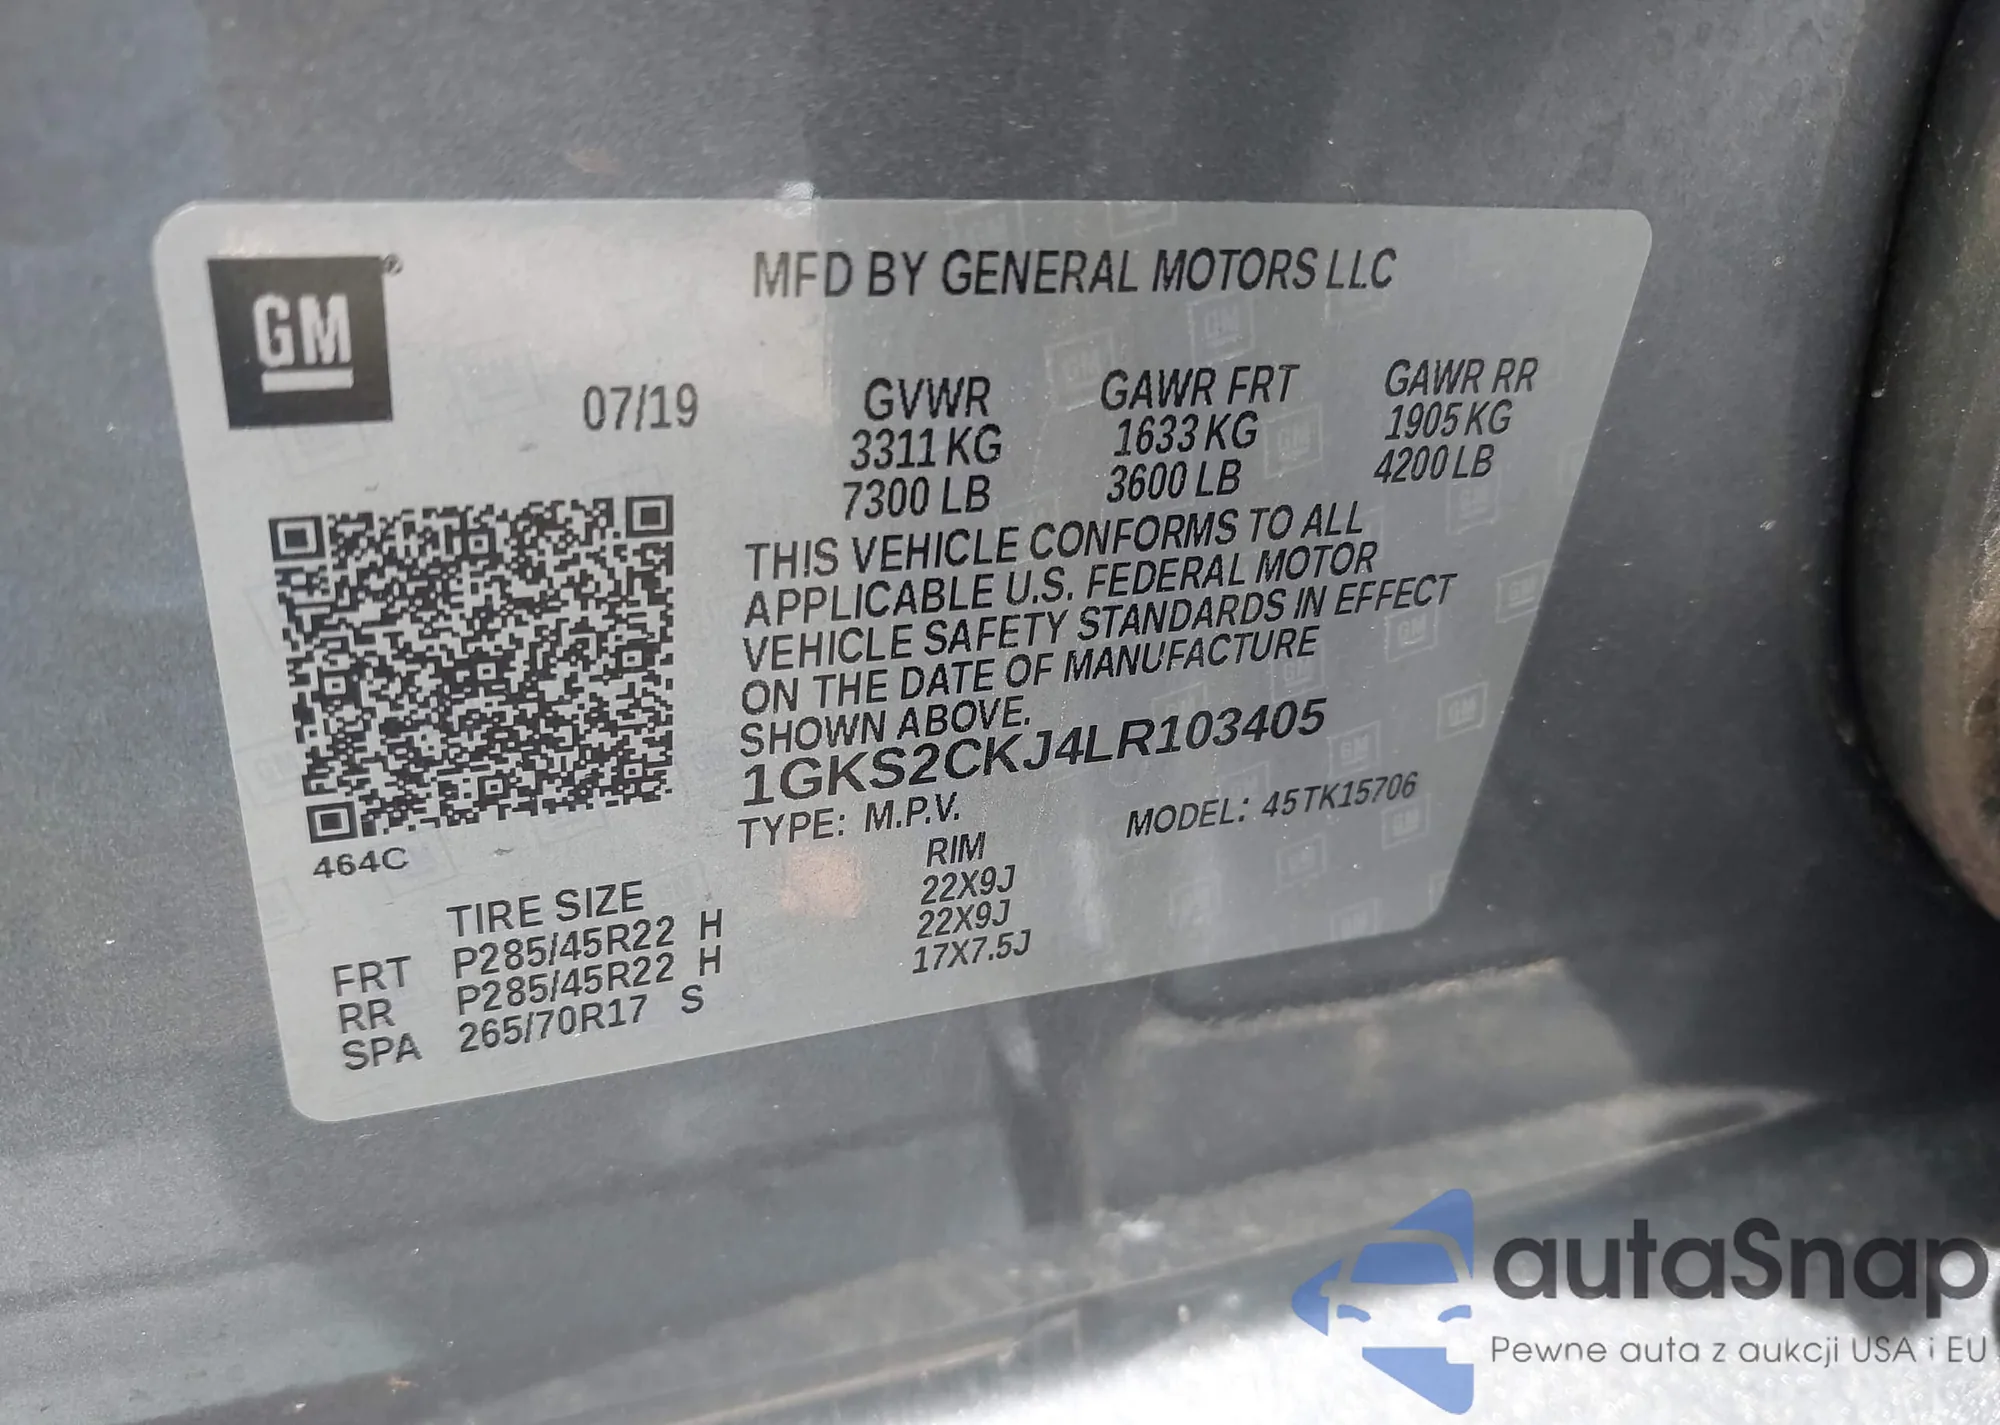 GM®
MFD BY GENERAL MOTORS LLC
07/19
GVWR GAWR FRT GAWR RR
3311 KG 1633 KG 1905 KG
7300 LB 3600 LB 4200 LB
THIS VEHICLE CONFORMS TO ALL
APPLICABLE U.S. FEDERAL MOTOR
VEHICLE SAFETY STANDARDS IN EFFECT
ON THE DATE OF MANUFACTURE
SHOWN ABOVE.
1GKS2CKJ4LR103405
TYPE: M.P.V. MODEL: 45TK15706
464C
TIRE SIZE RIM
FRT P285/45R22 H 22X9J
RR P285/45R22 H 22X9J
SPA 265/70R17 S 17X7.5J
autaSnap
Pewne auta z aukcji USA i EU